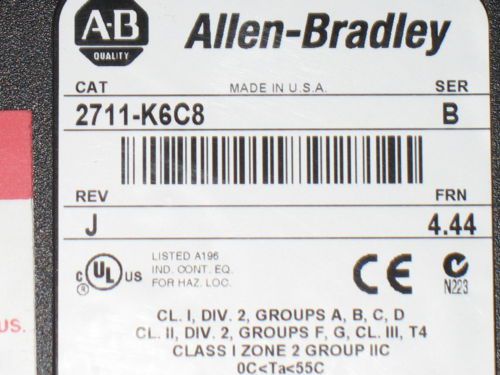 A-B
QUALITY
Allen-Bradley
CAT MADE IN U.S.A. SER
2711-K6C8 B
REV FRN
J 4.44
c UL US
R
LISTED A196
IND. CONT. EQ.
FOR HAZ. LOC.
CE
N223
US.
CL. I, DIV. 2, GROUPS A, B, C, D
CL. II, DIV. 2, GROUPS F, G, CL. III, T4
CLASS I ZONE 2 GROUP IIC
0C<Ta<55C